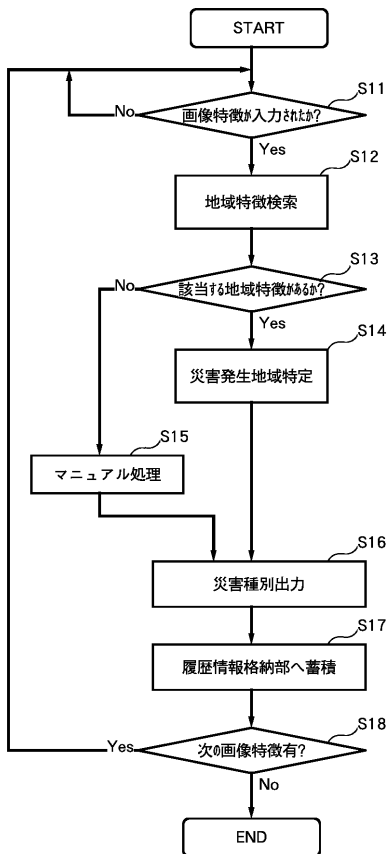 START
S11
画像特徴が入力されたか?
No
Yes
S12
地域特徴検索
S13
該当する地域特徴があるか?
No
Yes
S14
災害発生地域特定
S15
マニュアル処理
S16
災害種別出力
S17
履歴情報格納部へ蓄積
S18
次の画像特徴有?
Yes
No
END